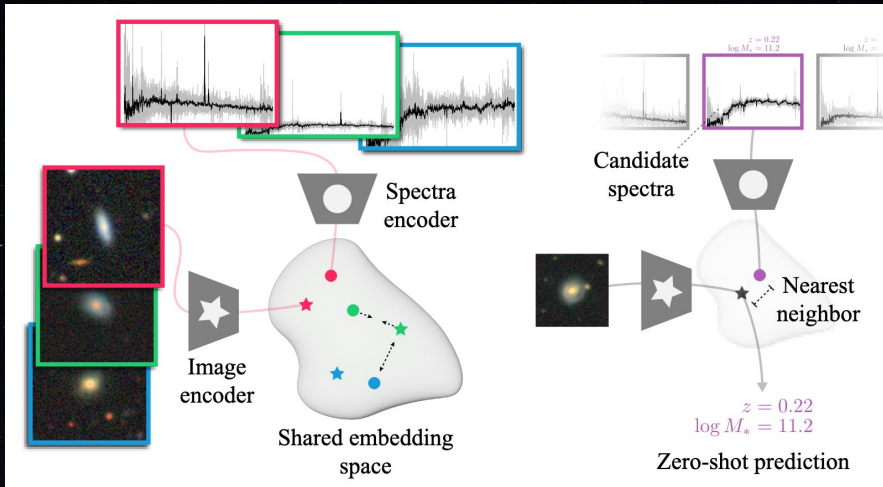 z = 0.22
log M* = 11.2
z =
log M* =
Candidate
spectra
Spectra
encoder
Nearest
neighbor
Image
encoder
Shared embedding
space
z = 0.22
log M* = 11.2
Zero-shot prediction